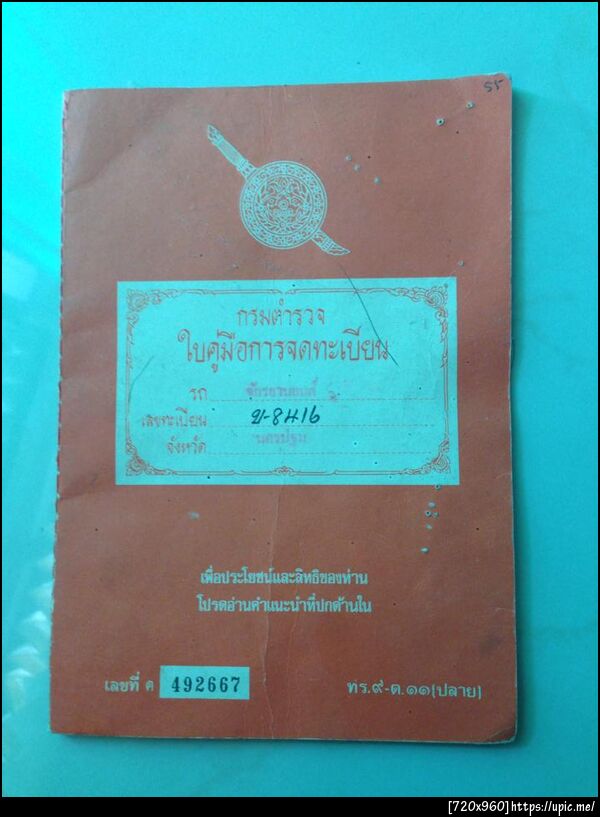 55
กรมตำรวจ
ใบคู่มือการจดทะเบียน
รถ จักรยานยนต์
เลขทะเบียน ข-8416
จังหวัด นครปฐม
เพื่อประโยชน์และสิทธิของท่าน
โปรดอ่านคำแนะนำที่ปกด้านใน
เลขที่ ค 492667
ทร.๙-ต.๑๑(ปลาย)
[720x960]https://upic.me/